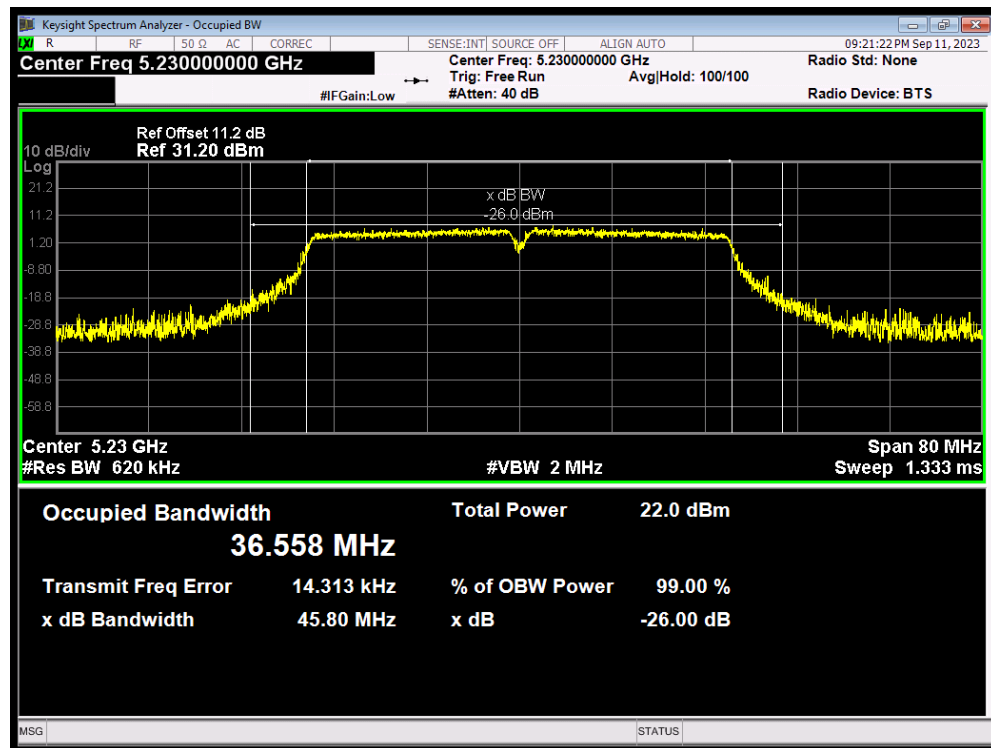 Keysight Spectrum Analyzer - Occupied BW
LXI R RF 50 Ω AC CORREC SENSE:INT SOURCE OFF ALIGN AUTO 09:21:22 PM Sep 11, 2023
Center Freq 5.230000000 GHz Center Freq: 5.230000000 GHz Radio Std: None
Trig: Free Run Avg|Hold: 100/100
#IFGain:Low #Atten: 40 dB Radio Device: BTS
Ref Offset 11.2 dB
10 dB/div Ref 31.20 dBm
Log
21.2
x dB BW
11.2
-26.0 dBm
1.20
-8.80
-18.8
-28.8
-38.8
-48.8
-58.8
Center 5.23 GHz Span 80 MHz
#Res BW 620 kHz #VBW 2 MHz Sweep 1.333 ms
Occupied Bandwidth Total Power 22.0 dBm
36.558 MHz
Transmit Freq Error 14.313 kHz % of OBW Power 99.00 %
x dB Bandwidth 45.80 MHz x dB -26.00 dB
MSG STATUS